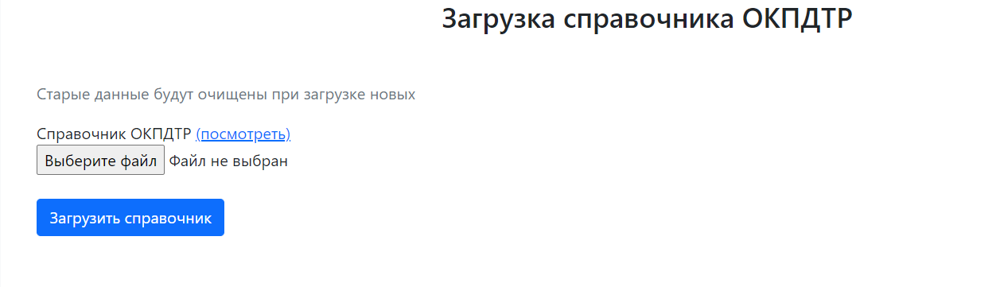 Загрузка справочника ОКПДТР
Старые данные будут очищены при загрузке новых
Справочник ОКПДТР (посмотреть)
Выберите файл Файл не выбран
Загрузить справочник